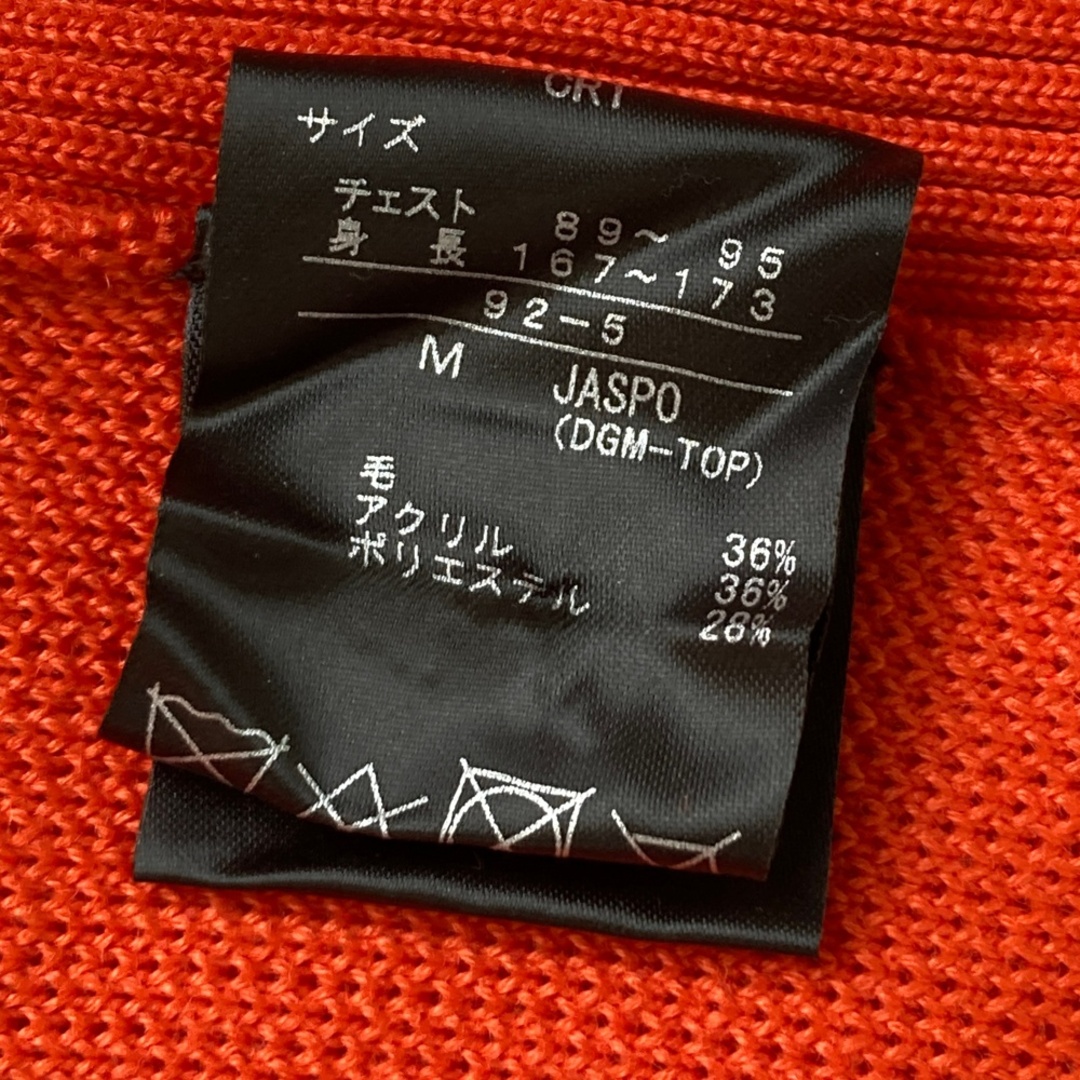 CRT
サイズ
チェスト 89～95
身長 167～173
92-5
M JASPO
(DGM-TOP)
毛 36%
アクリル 36%
ポリエステル 28%